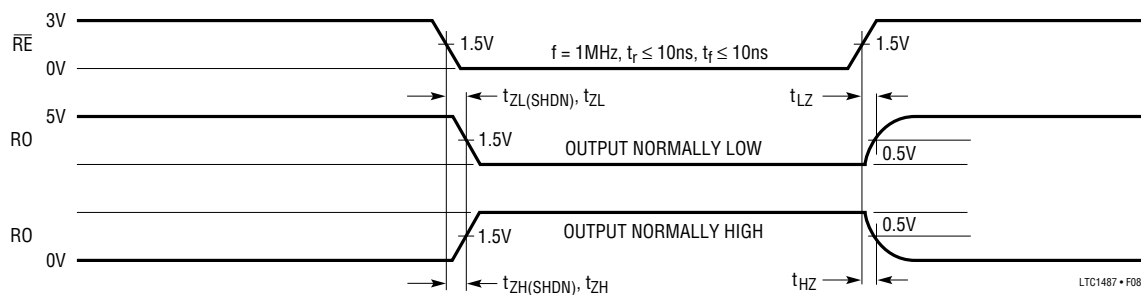 3V
R̅E̅
1.5V
f = 1MHz, tr ≤ 10ns, tf ≤ 10ns
1.5V
0V
tZL(SHDN), tZL
tLZ
5V
RO
1.5V
OUTPUT NORMALLY LOW
0.5V
RO
1.5V
OUTPUT NORMALLY HIGH
0.5V
0V
tZH(SHDN), tZH
tHZ
LTC1487 • F08